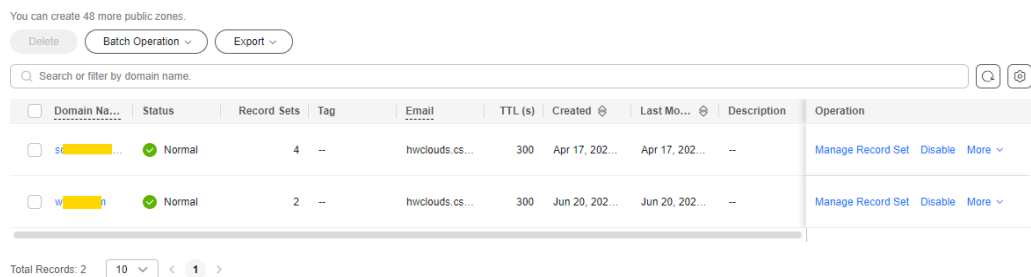 You can create 48 more public zones.
Delete Batch Operation Export
Search or filter by domain name.
Domain Na... Status Record Sets Tag Email TTL (s) Created Last Mo... Description Operation
... Normal 4 -- hwclouds.cs... 300 Apr 17, 202... Apr 17, 202... -- Manage Record Set Disable More
Normal 2 -- hwclouds.cs... 300 Jun 20, 202... Jun 20, 202... -- Manage Record Set Disable More
Total Records: 2 10 < 1 >